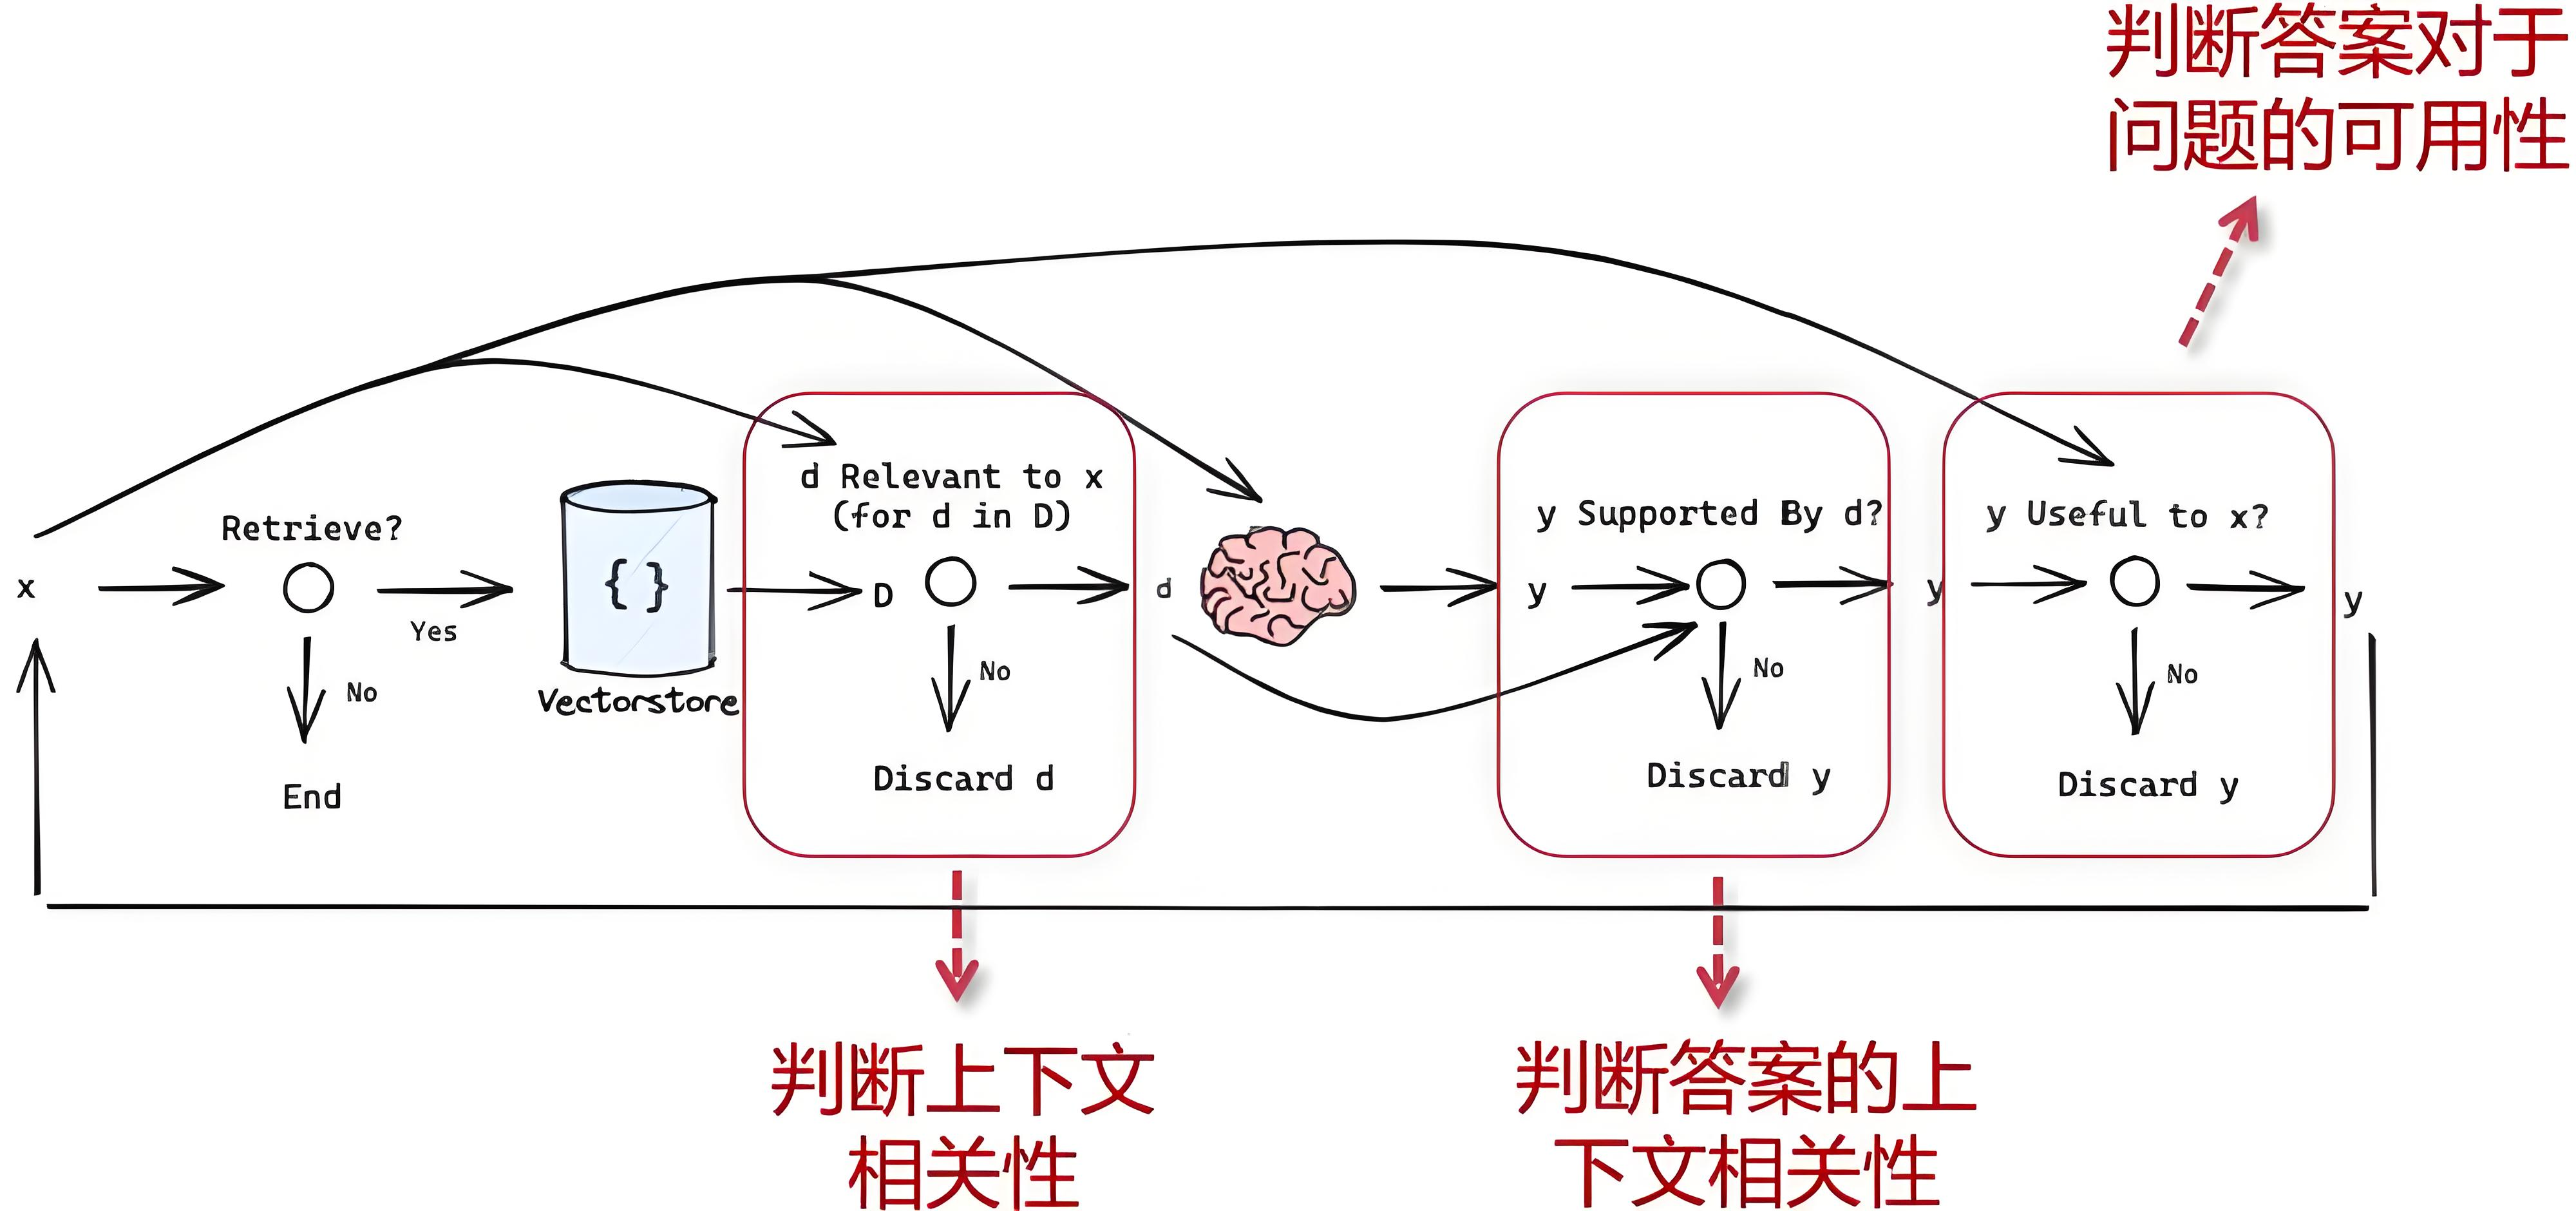 判断答案对于
问题的可用性
d Relevant to x
(for d in D)
Retrieve?
y Supported By d?
y Useful to x?
x
Yes
{}
D
d
y
y
y
No
No
No
No
Vectorstore
End
Discard d
Discard y
Discard y
判断上下文
相关性
判断答案的上
下文相关性